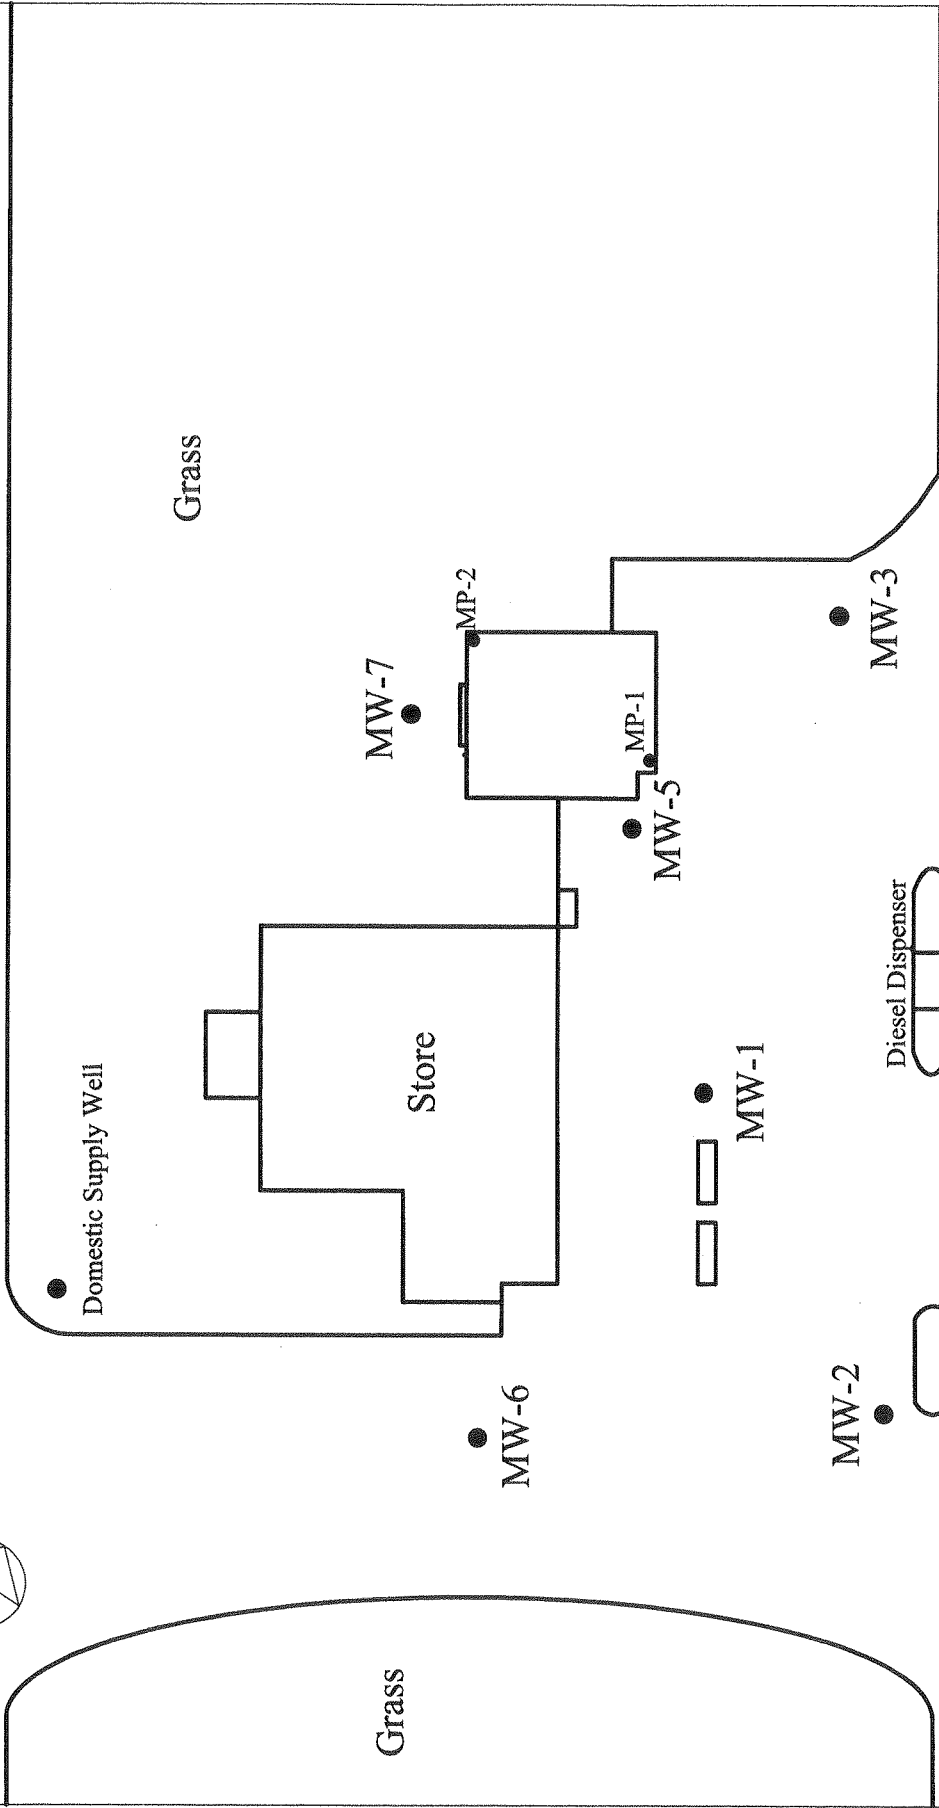 Domestic Supply Well
Grass
MW-7
MP-2
Store
MW-6
MP-1
MW-5
MW-1
MW-3
Diesel Dispenser
MW-2
Grass